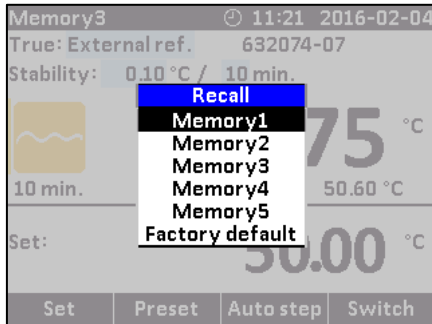 Memory3 11:21 2016-02-04
True: External ref. 632074-07
Stability: 0.10 °C / 10 min.
Recall
Memory1
Memory2
Memory3
Memory4
Memory5
Factory default
75 °C
10 min. 50.60 °C
Set: 50.00 °C
Set Preset Auto step Switch